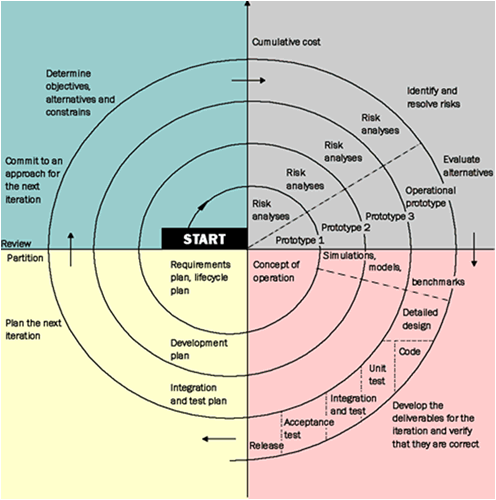 Cumulative cost
Determine
objectives,
alternatives and
constrains
Identify and
resolve risks
Risk
analyses
Risk
analyses
Risk
analyses
Risk
analyses
Commit to an
approach for
the next
iteration
Evaluate
alternatives
Operational
prototype
Prototype 3
Prototype 2
Prototype 1
START
Review
Partition
Requirements
plan, lifecycle
plan
Concept of
operation
Simulations,
models,
benchmarks
Plan the next
iteration
Development
plan
Integration
and test plan
Detailed
design
Code
Unit
test
Integration
and test
Acceptance
test
Release
Develop the
deliverables for the
iteration and verify
that they are correct